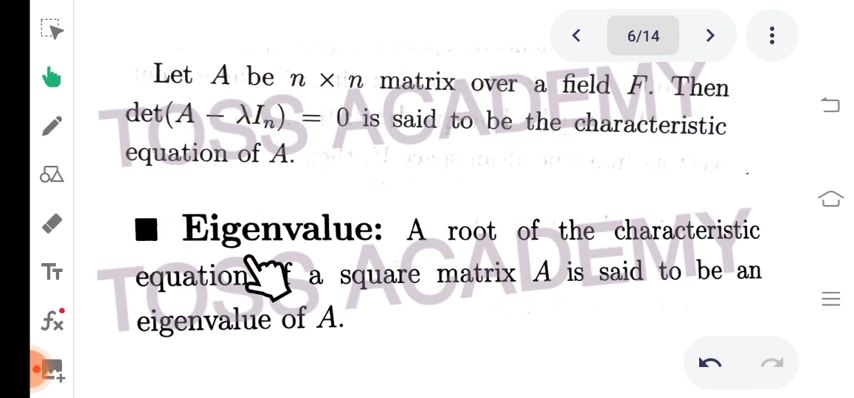 6/14
Let A be n × n matrix over a field F. Then
det(A − λIₙ) = 0 is said to be the characteristic
equation of A.
■ Eigenvalue: A root of the characteristic
equation a square matrix A is said to be an
eigenvalue of A.
TOSS ACADEMY
TOSS ACADEMY
Tт
fx